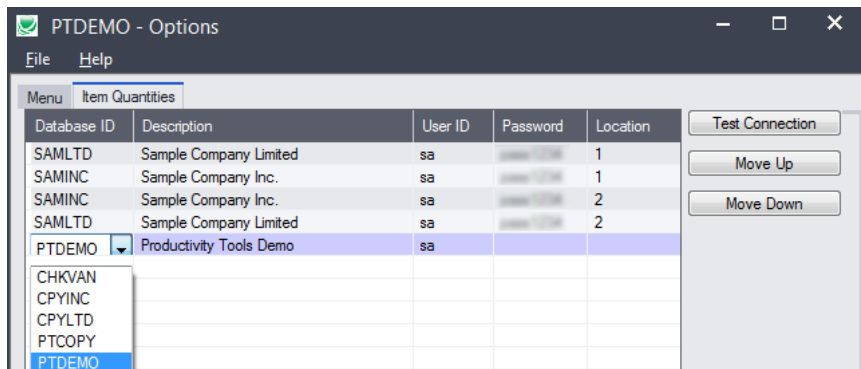 PTDEMO - Options
File Help
Menu Item Quantities
Database ID Description User ID Password Location
SAMLTD Sample Company Limited sa 1
SAMINC Sample Company Inc. sa 1
SAMINC Sample Company Inc. sa 2
SAMLTD Sample Company Limited sa 2
PTDEMO Productivity Tools Demo sa
CHKVAN
CPYINC
CPYLTD
PTCOPY
PTDEMO
Test Connection
Move Up
Move Down